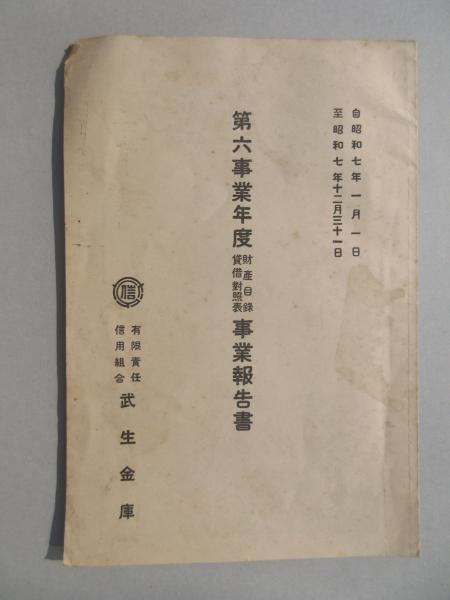 自昭和七年一月一日
至昭和七年十二月三十一日
第六事業年度
財產目錄
貸借對照表
事業報告書
信
有限責任
信用組合
武生金庫